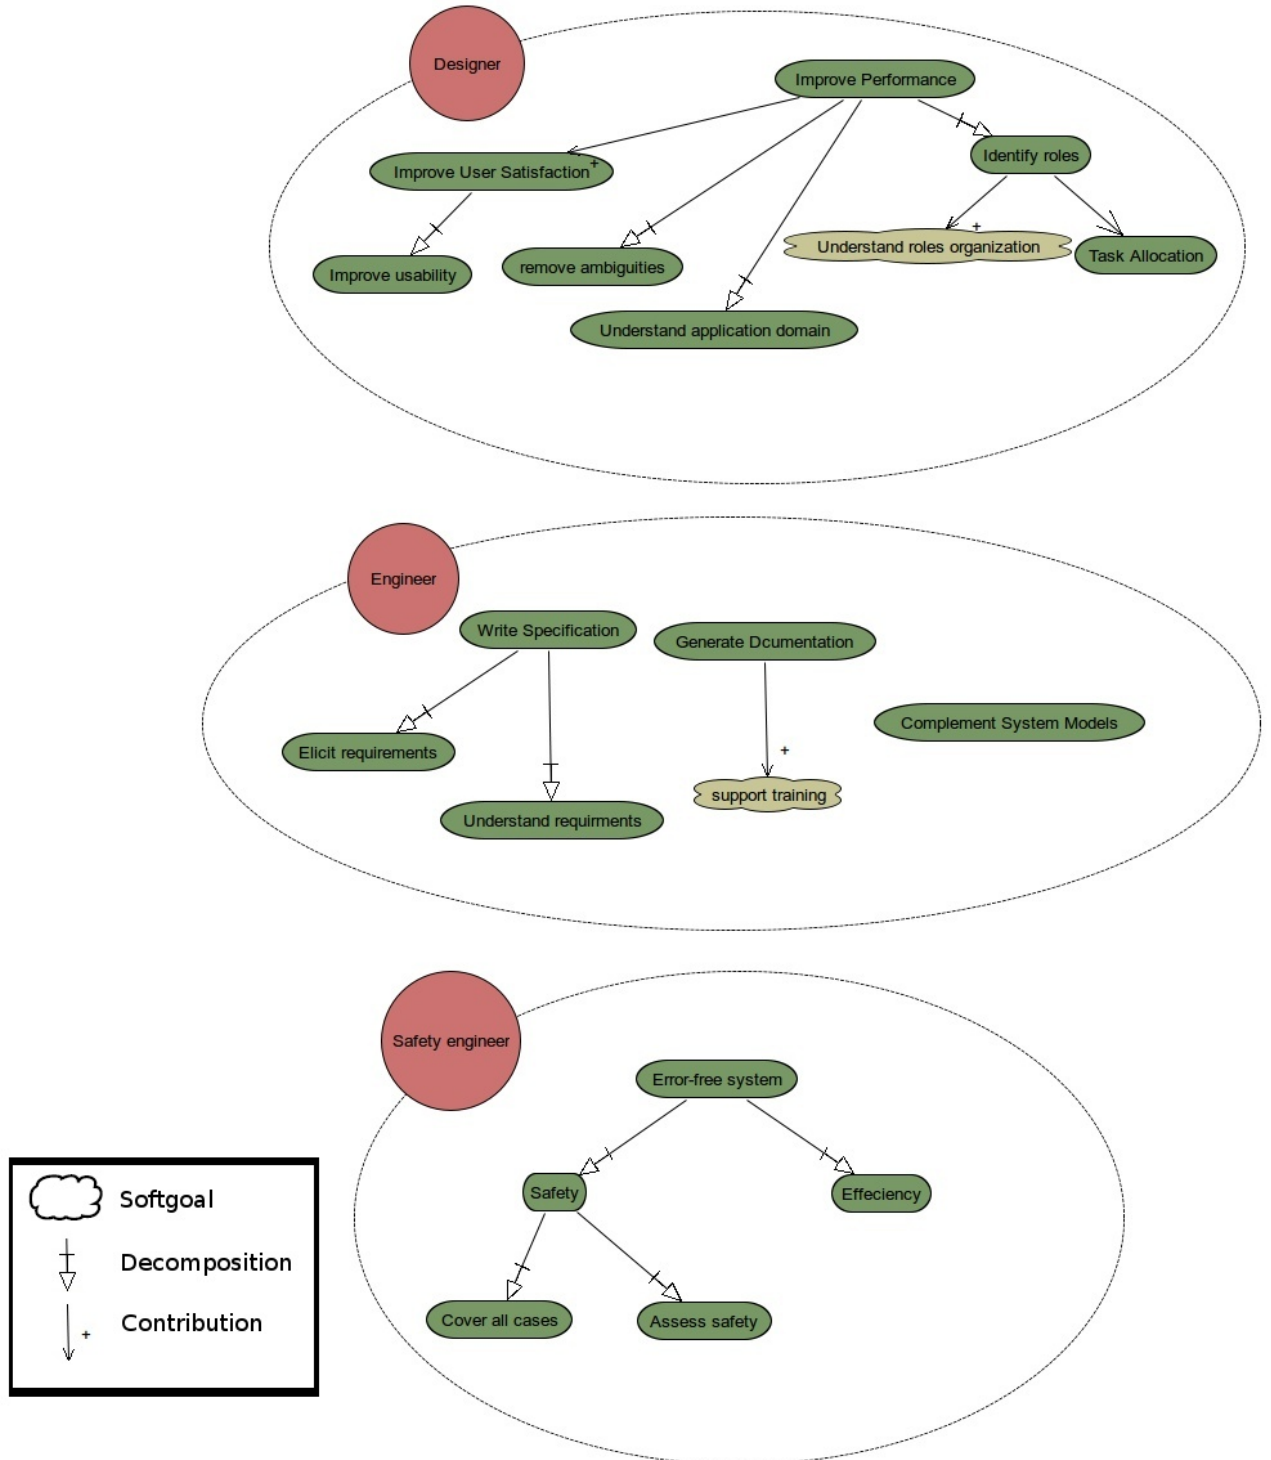 Designer
Improve Performance
Identify roles
Improve User Satisfaction
+
+
Understand roles organization
Task Allocation
remove ambiguities
Improve usability
Understand application domain
Engineer
Write Specification
Generate Dcumentation
Complement System Models
Elicit requirements
+
support training
Understand requirments
Safety engineer
Error-free system
Safety
Effeciency
Cover all cases
Assess safety
Softgoal
Decomposition
Contribution
+